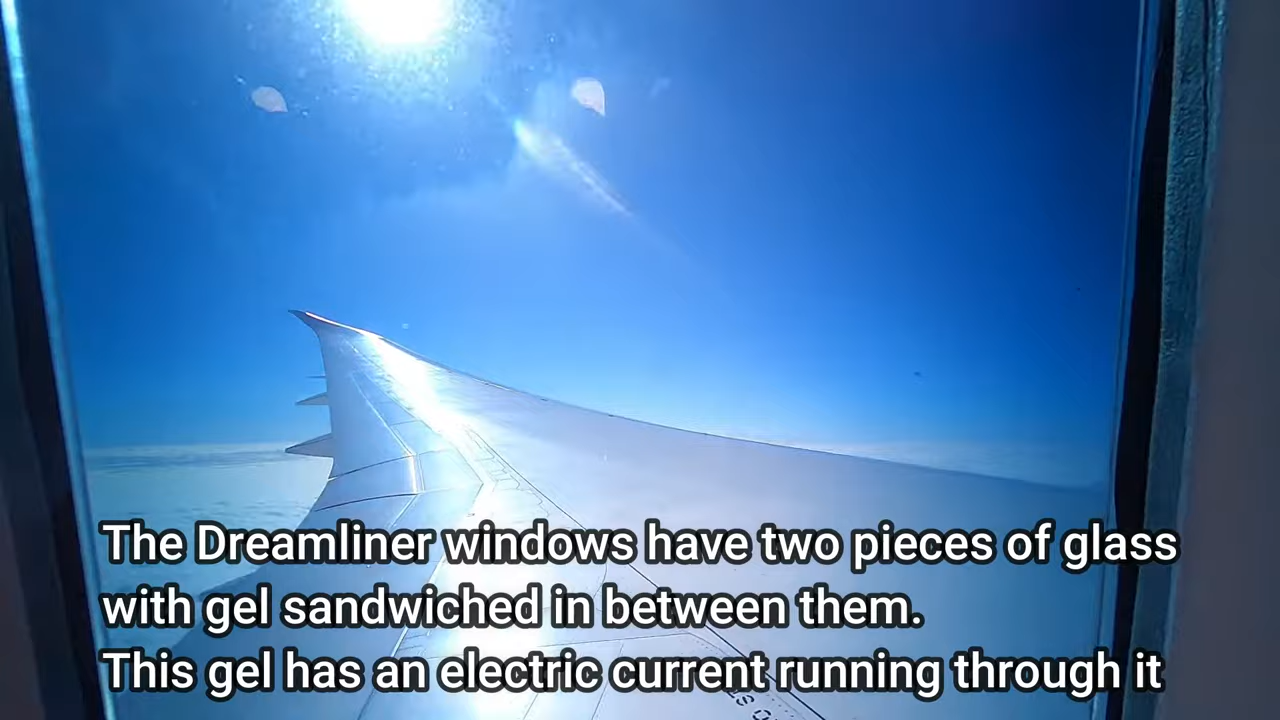 The Dreamliner windows have two pieces of glass
with gel sandwiched in between them.
This gel has an electric current running through it